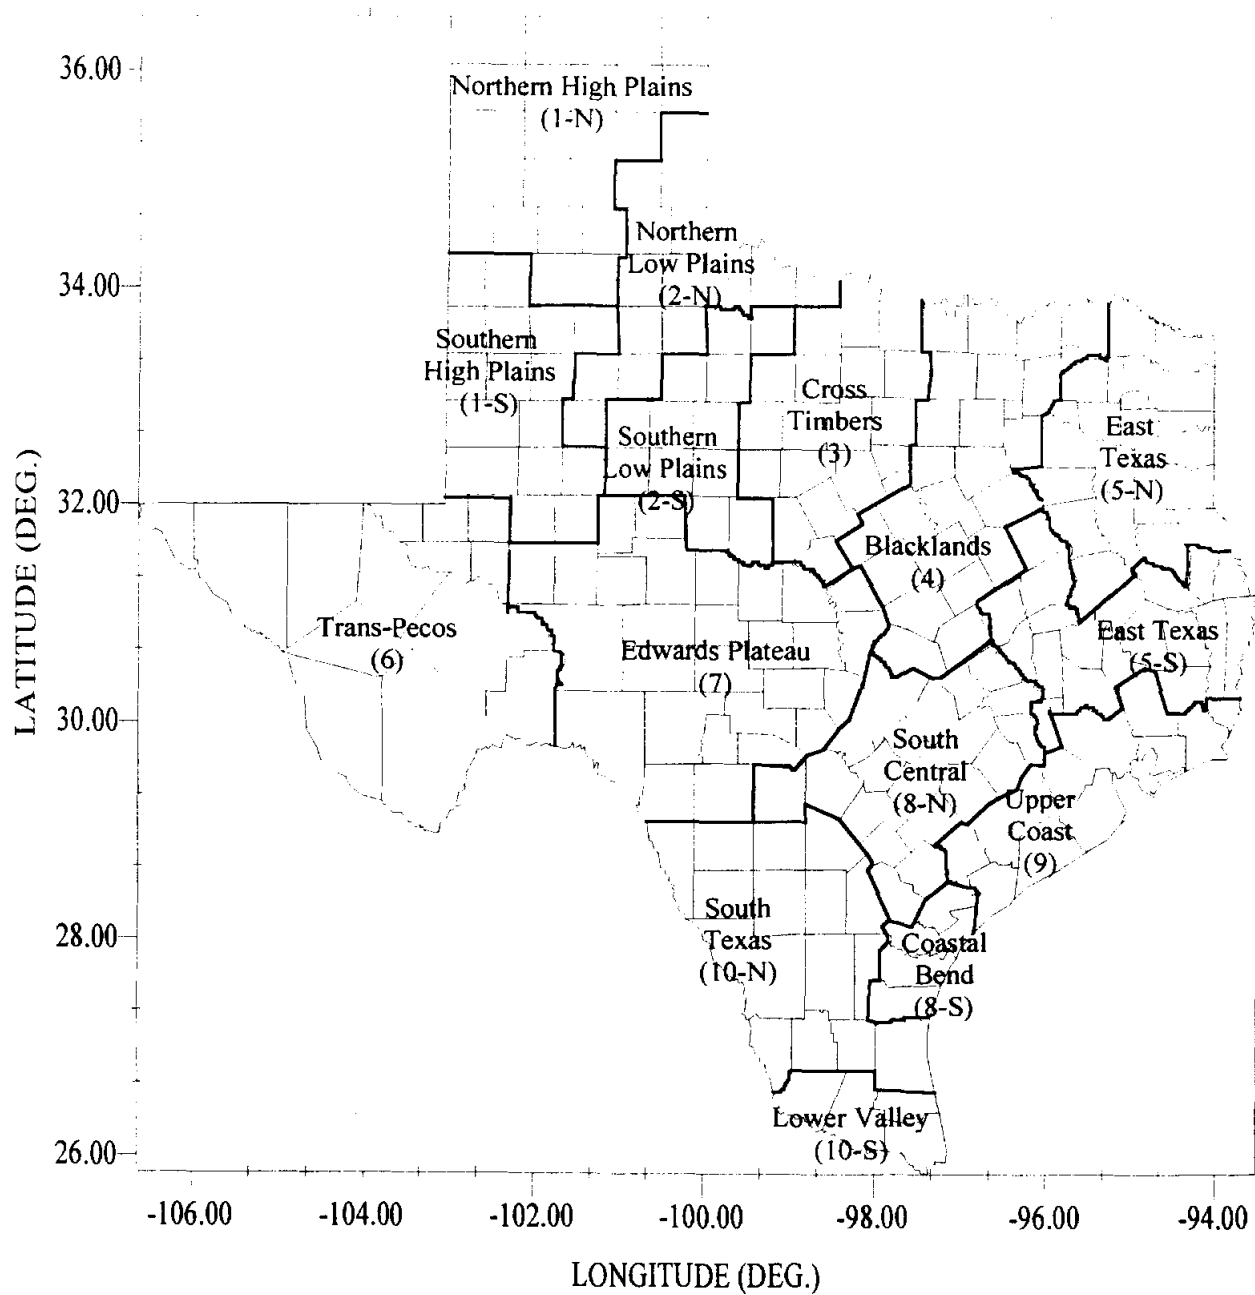 36.00
Northern High Plains
(1-N)
Northern
Low Plains
(2-N)
34.00
Southern
High Plains
(1-S)
Cross
Timbers
(3)
Southern
Low Plains
(2-S)
East
Texas
(5-N)
32.00
Blacklands
(4)
Trans-Pecos
(6)
Edwards Plateau
(7)
East Texas
(5-S)
30.00
South
Central
(8-N)
Upper
Coast
(9)
South
Texas
(10-N)
28.00
Coastal
Bend
(8-S)
Lower Valley
(10-S)
26.00
LATITUDE (DEG.)
-106.00 -104.00 -102.00 -100.00 -98.00 -96.00 -94.00
LONGITUDE (DEG.)